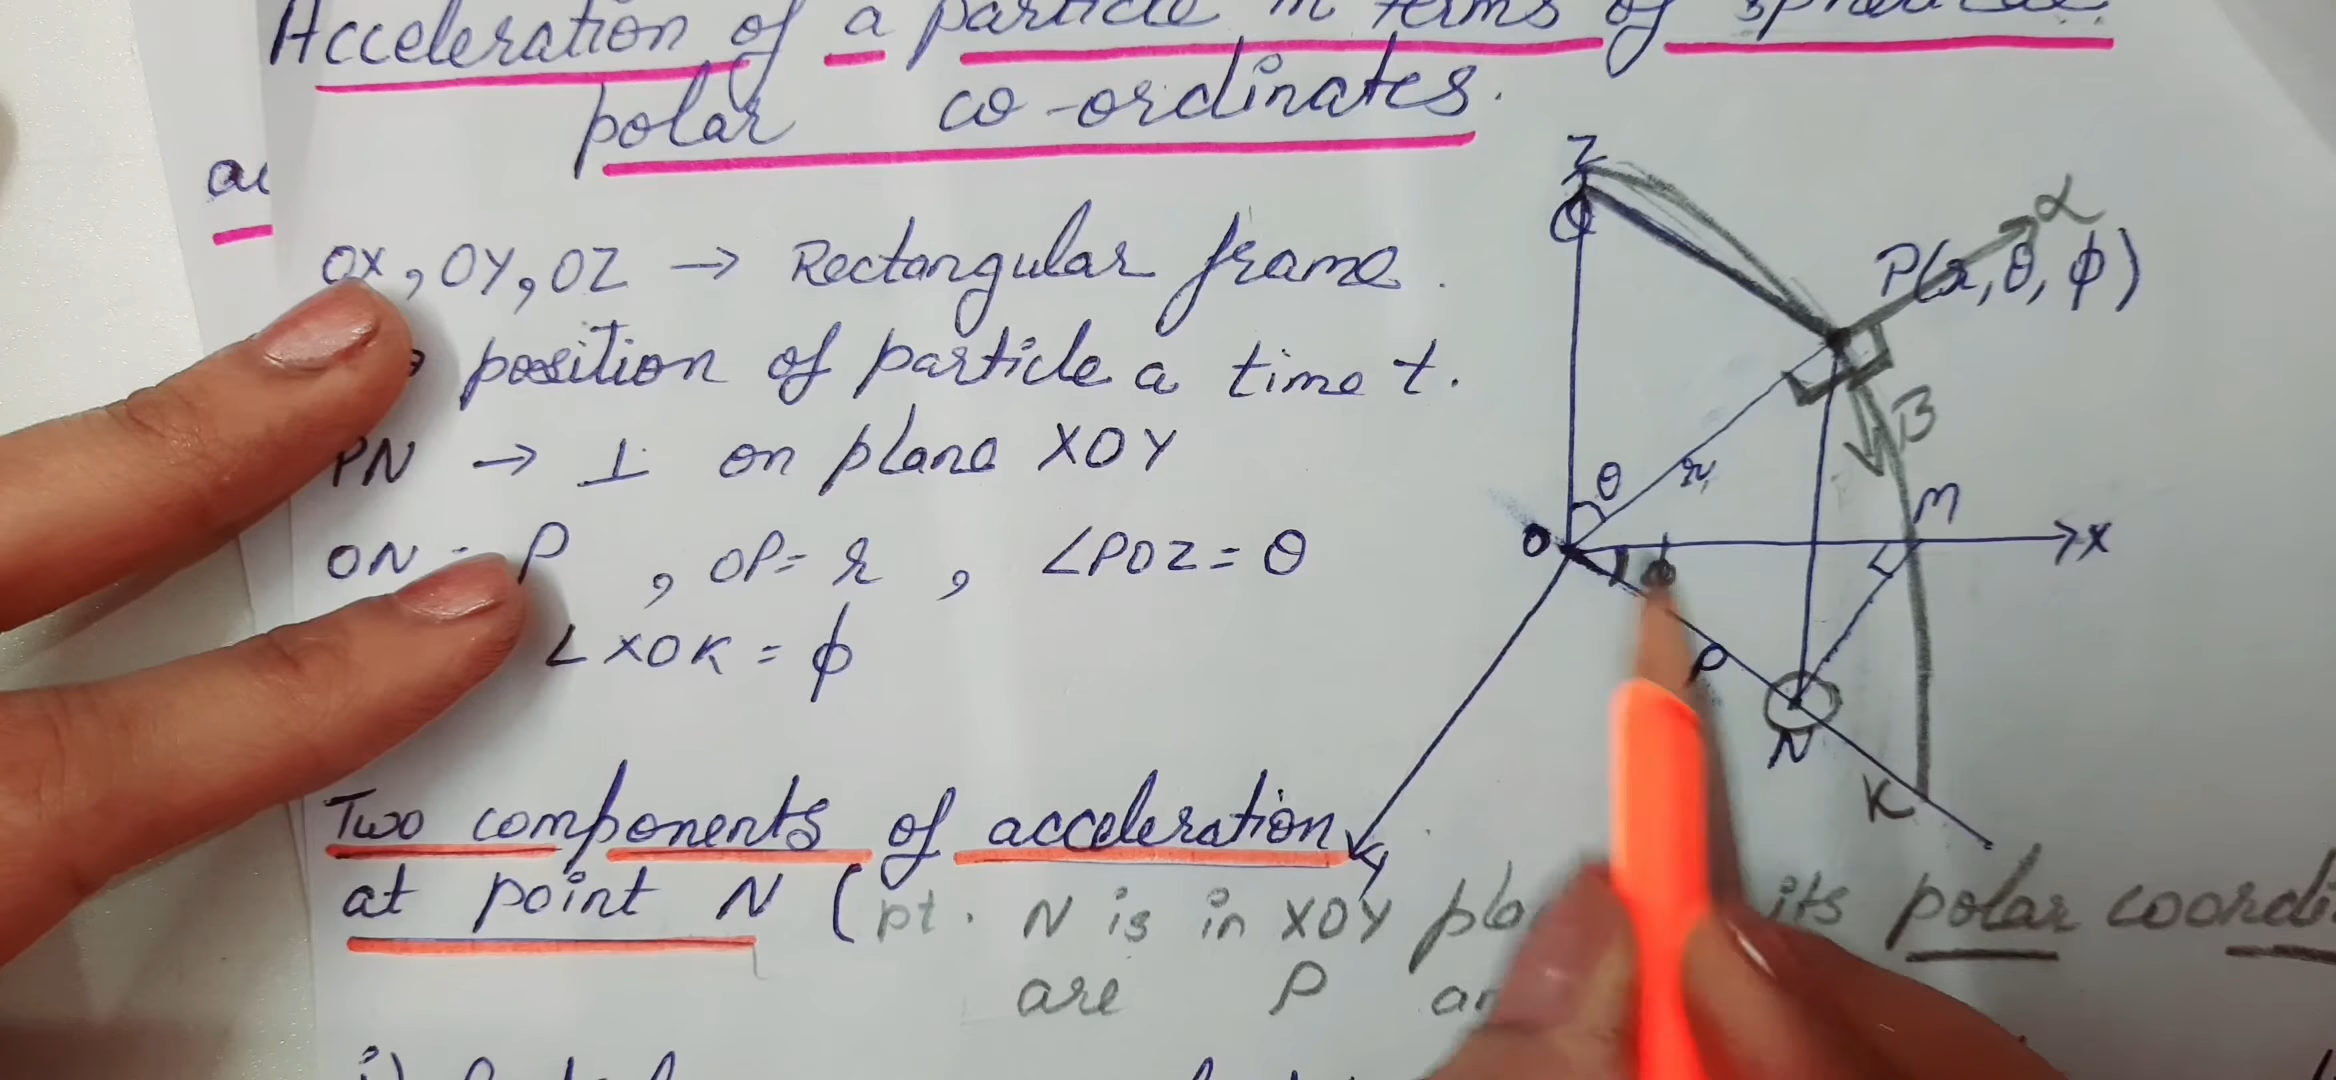 Acceleration of a particle in terms of spherical
polar co-ordinates.
OX, OY, OZ → Rectangular frame.
position of particle a time t.
PN → ⊥ on plane XOY
ON = ρ, OP = r, ∠POZ = θ
∠XOK = ϕ
Two components of acceleration
at point N (pt. N is in XOY its polar
are ρ
Z
Q
α
P(r, θ, ϕ)
B
θ
r
M
O
ϕ
X
ρ
N
K
Y